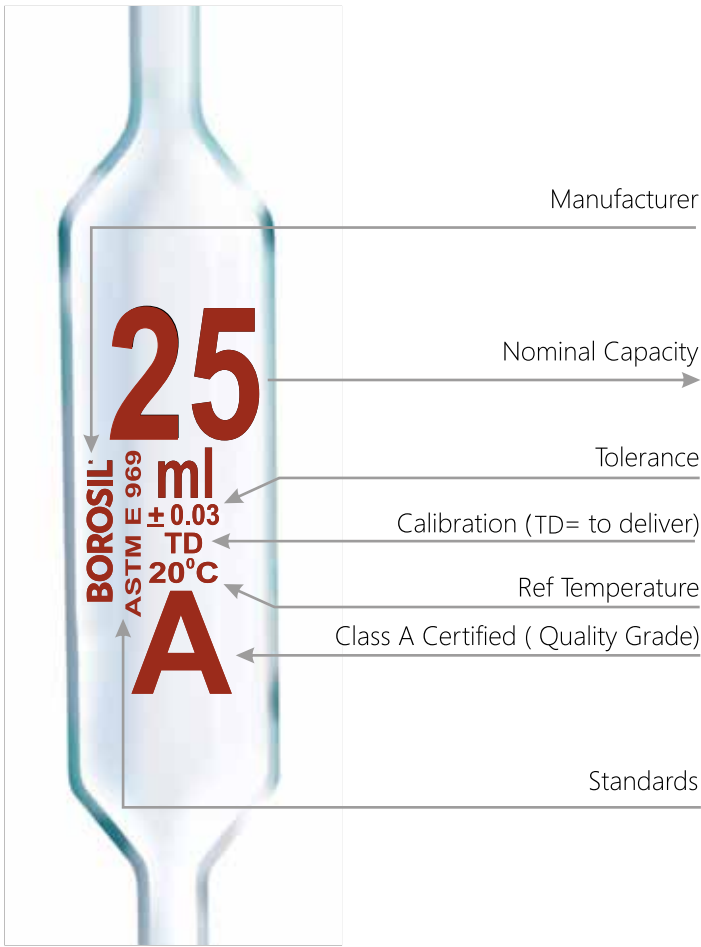 Manufacturer
25
Nominal Capacity
ml
Tolerance
± 0.03
Calibration (TD= to deliver)
TD
20⁰C
Ref Temperature
A
Class A Certified ( Quality Grade)
BOROSIL
ASTM E 969
Standards